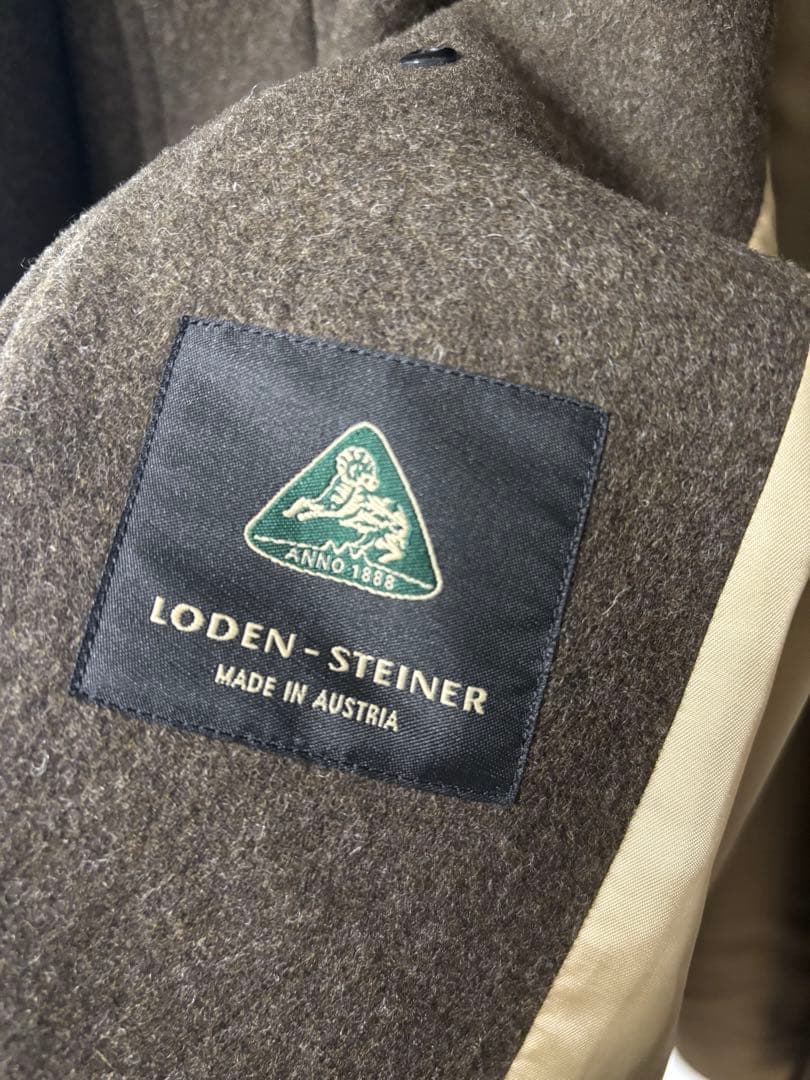 ANNO 1888
LODEN - STEINER
MADE IN AUSTRIA